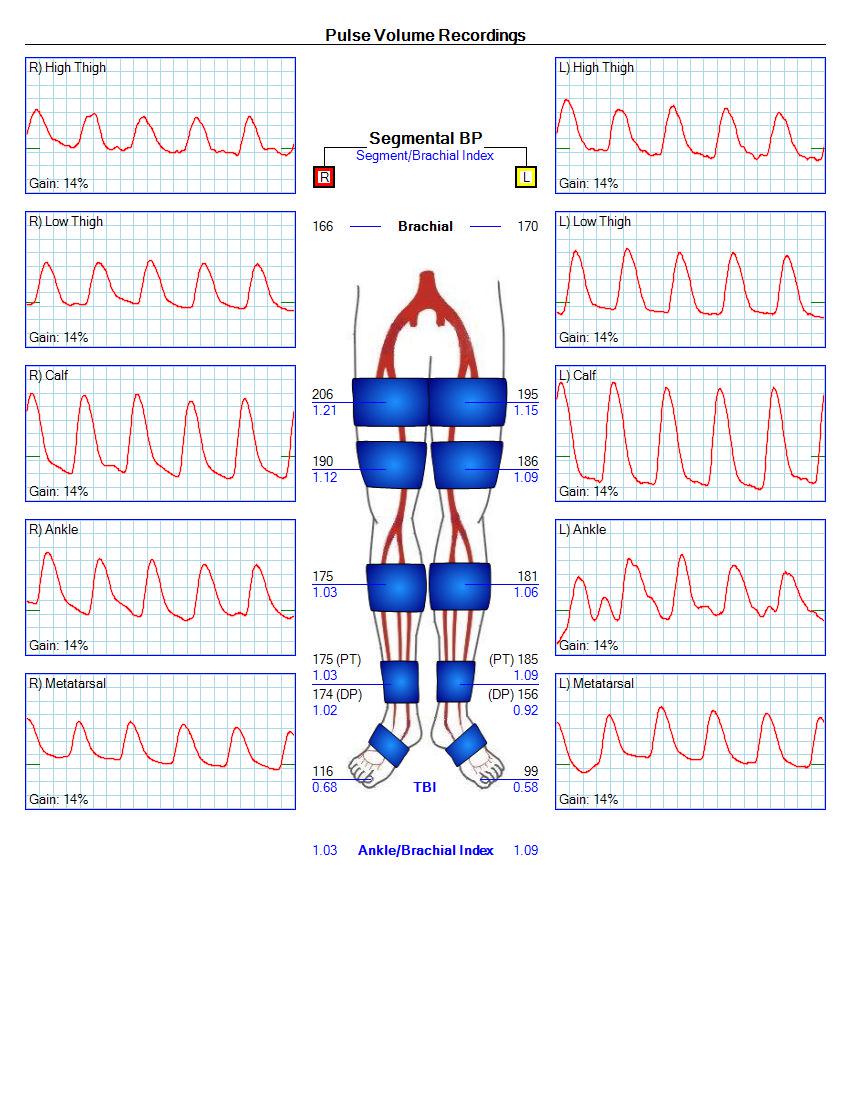 Pulse Volume Recordings
R) High Thigh
Gain: 14%
R) Low Thigh
Gain: 14%
R) Calf
Gain: 14%
R) Ankle
Gain: 14%
R) Metatarsal
Gain: 14%
Segmental BP
Segment/Brachial Index
R L
166 Brachial 170
206 195
1.21 1.15
190 186
1.12 1.09
175 181
1.03 1.06
175 (PT) (PT) 185
1.03 1.09
174 (DP) (DP) 156
1.02 0.92
116 99
0.68 TBI 0.58
1.03 Ankle/Brachial Index 1.09
L) High Thigh
Gain: 14%
L) Low Thigh
Gain: 14%
L) Calf
Gain: 14%
L) Ankle
Gain: 14%
L) Metatarsal
Gain: 14%